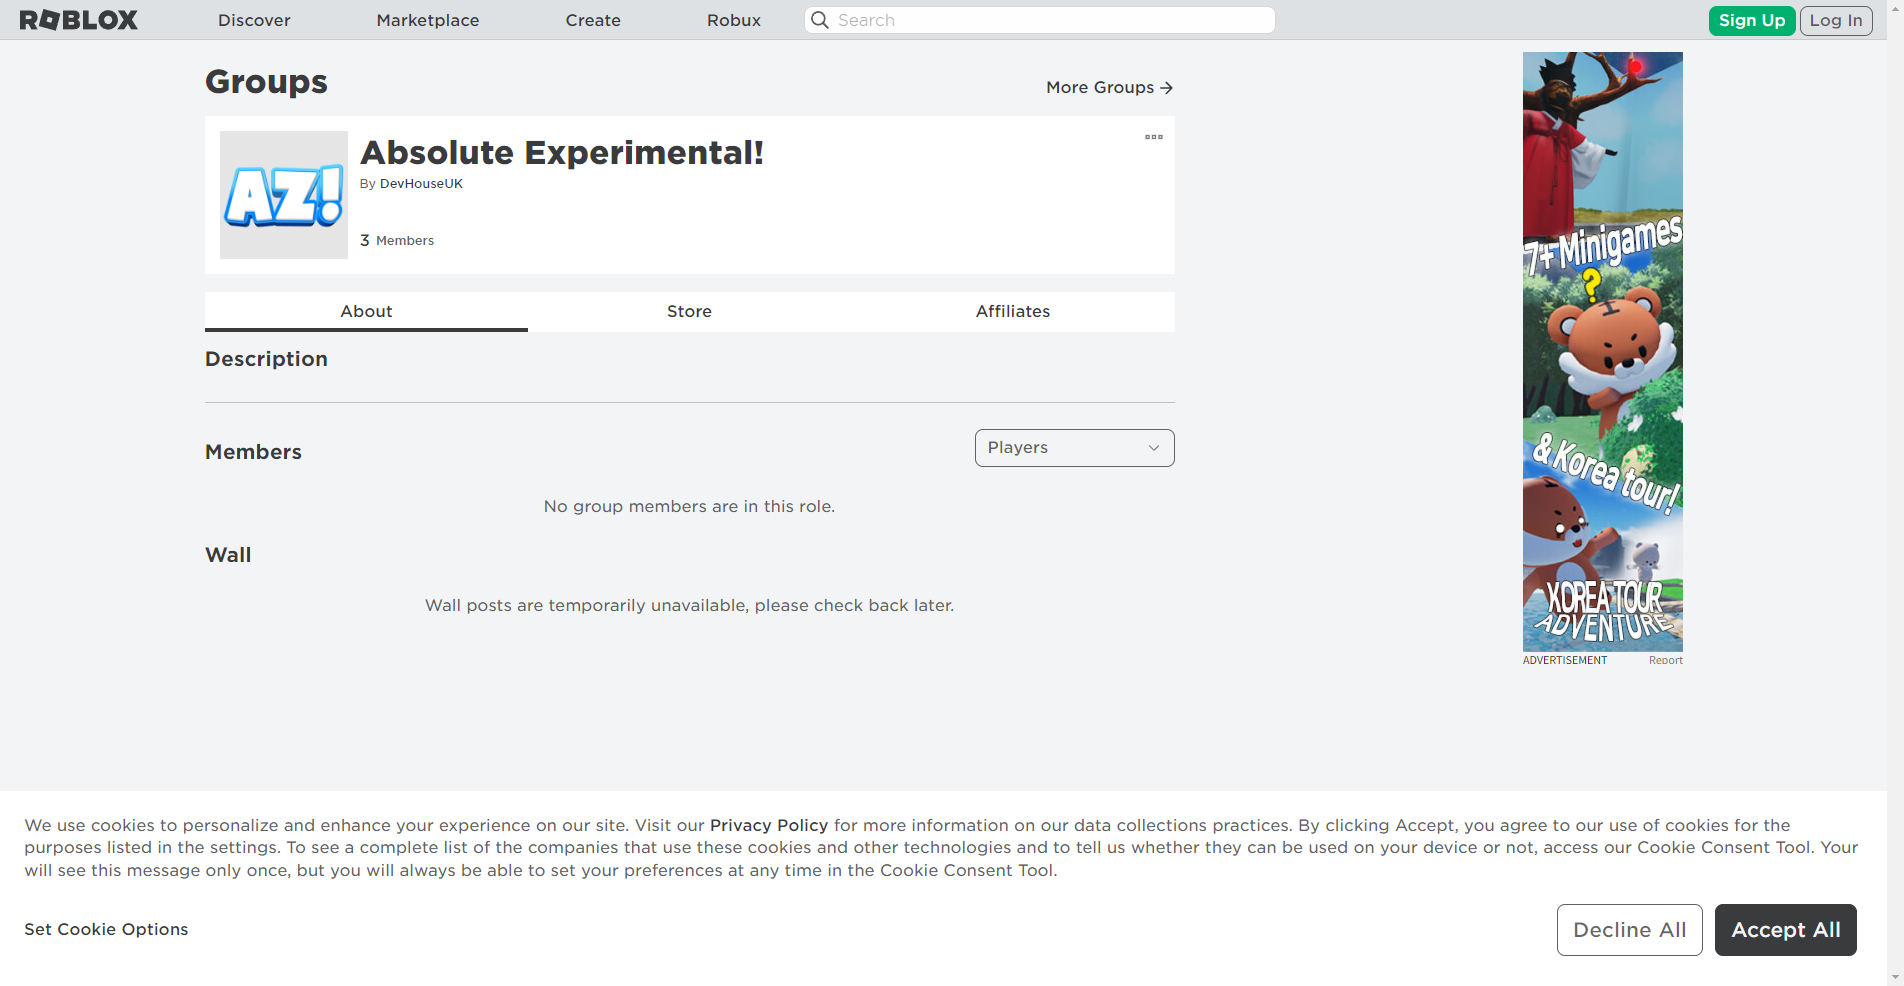 ROBLOX
Discover
Marketplace
Create
Robux
Search
Sign Up
Log In
Groups
More Groups
AZ!
Absolute Experimental!
By DevHouseUK
3 Members
About
Store
Affiliates
Description
Members
Players
No group members are in this role.
Wall
Wall posts are temporarily unavailable, please check back later.
7+ Minigames
?
& Korea tour!
KOREA TOUR
ADVENTURE
ADVERTISEMENT
Report
We use cookies to personalize and enhance your experience on our site. Visit our Privacy Policy for more information on our data collections practices. By clicking Accept, you agree to our use of cookies for the
purposes listed in the settings. To see a complete list of the companies that use these cookies and other technologies and to tell us whether they can be used on your device or not, access our Cookie Consent Tool. Your
will see this message only once, but you will always be able to set your preferences at any time in the Cookie Consent Tool.
Set Cookie Options
Decline All
Accept All